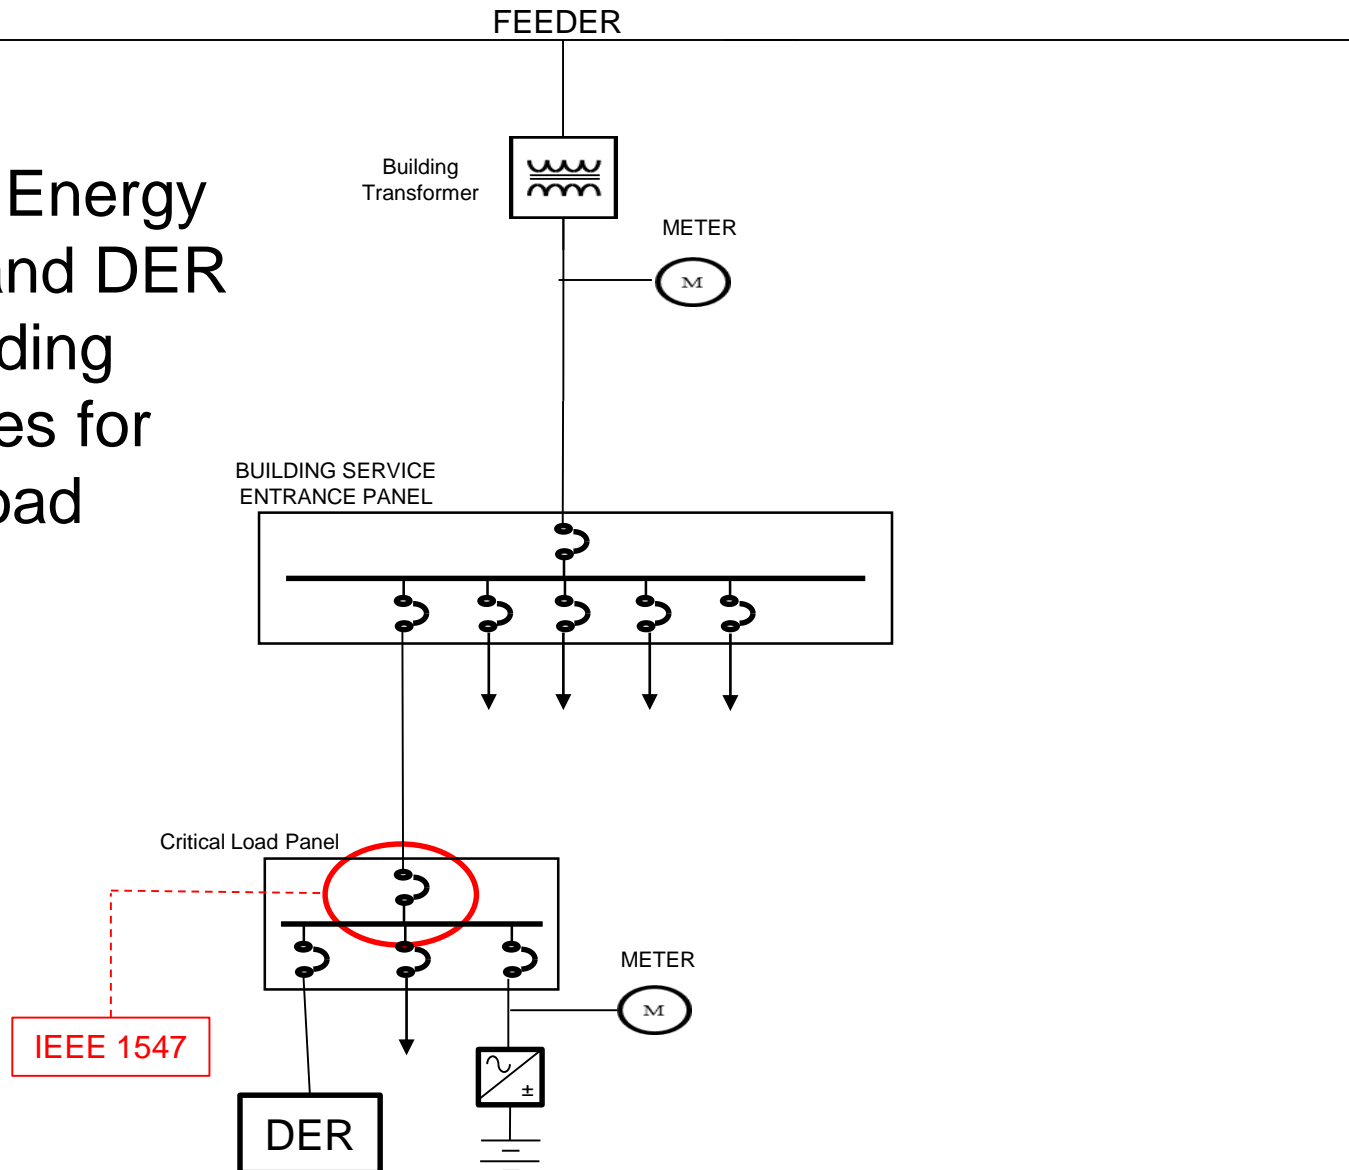 FEEDER
Energy
and DER
ding
es for
oad
Building
Transformer
METER
M
BUILDING SERVICE
ENTRANCE PANEL
Critical Load Panel
METER
M
IEEE 1547
DER
±